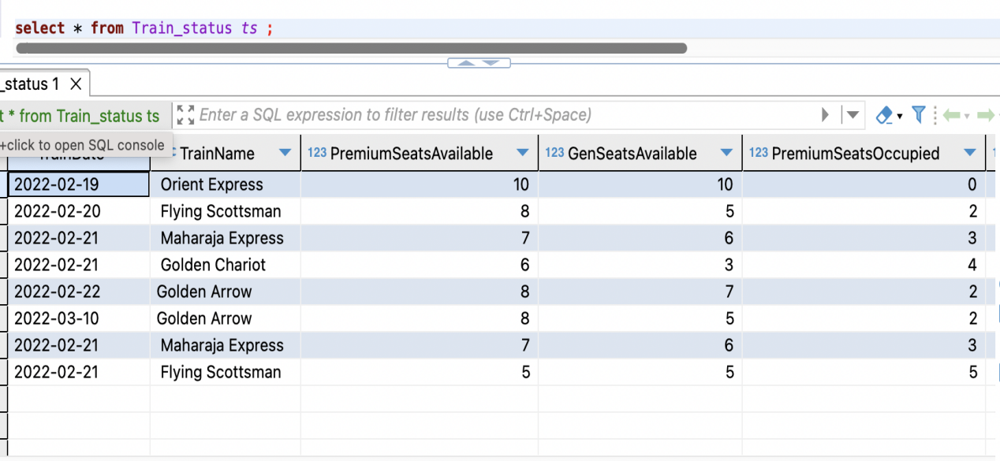 select * from Train_status ts ;
_status 1 X
t * from Train_status ts Enter a SQL expression to filter results (use Ctrl+Space)
+click to open SQL console
TrainDate TrainName 123 PremiumSeatsAvailable 123 GenSeatsAvailable 123 PremiumSeatsOccupied
2022-02-19 Orient Express 10 10 0
2022-02-20 Flying Scottsman 8 5 2
2022-02-21 Maharaja Express 7 6 3
2022-02-21 Golden Chariot 6 3 4
2022-02-22 Golden Arrow 8 7 2
2022-03-10 Golden Arrow 8 5 2
2022-02-21 Maharaja Express 7 6 3
2022-02-21 Flying Scottsman 5 5 5